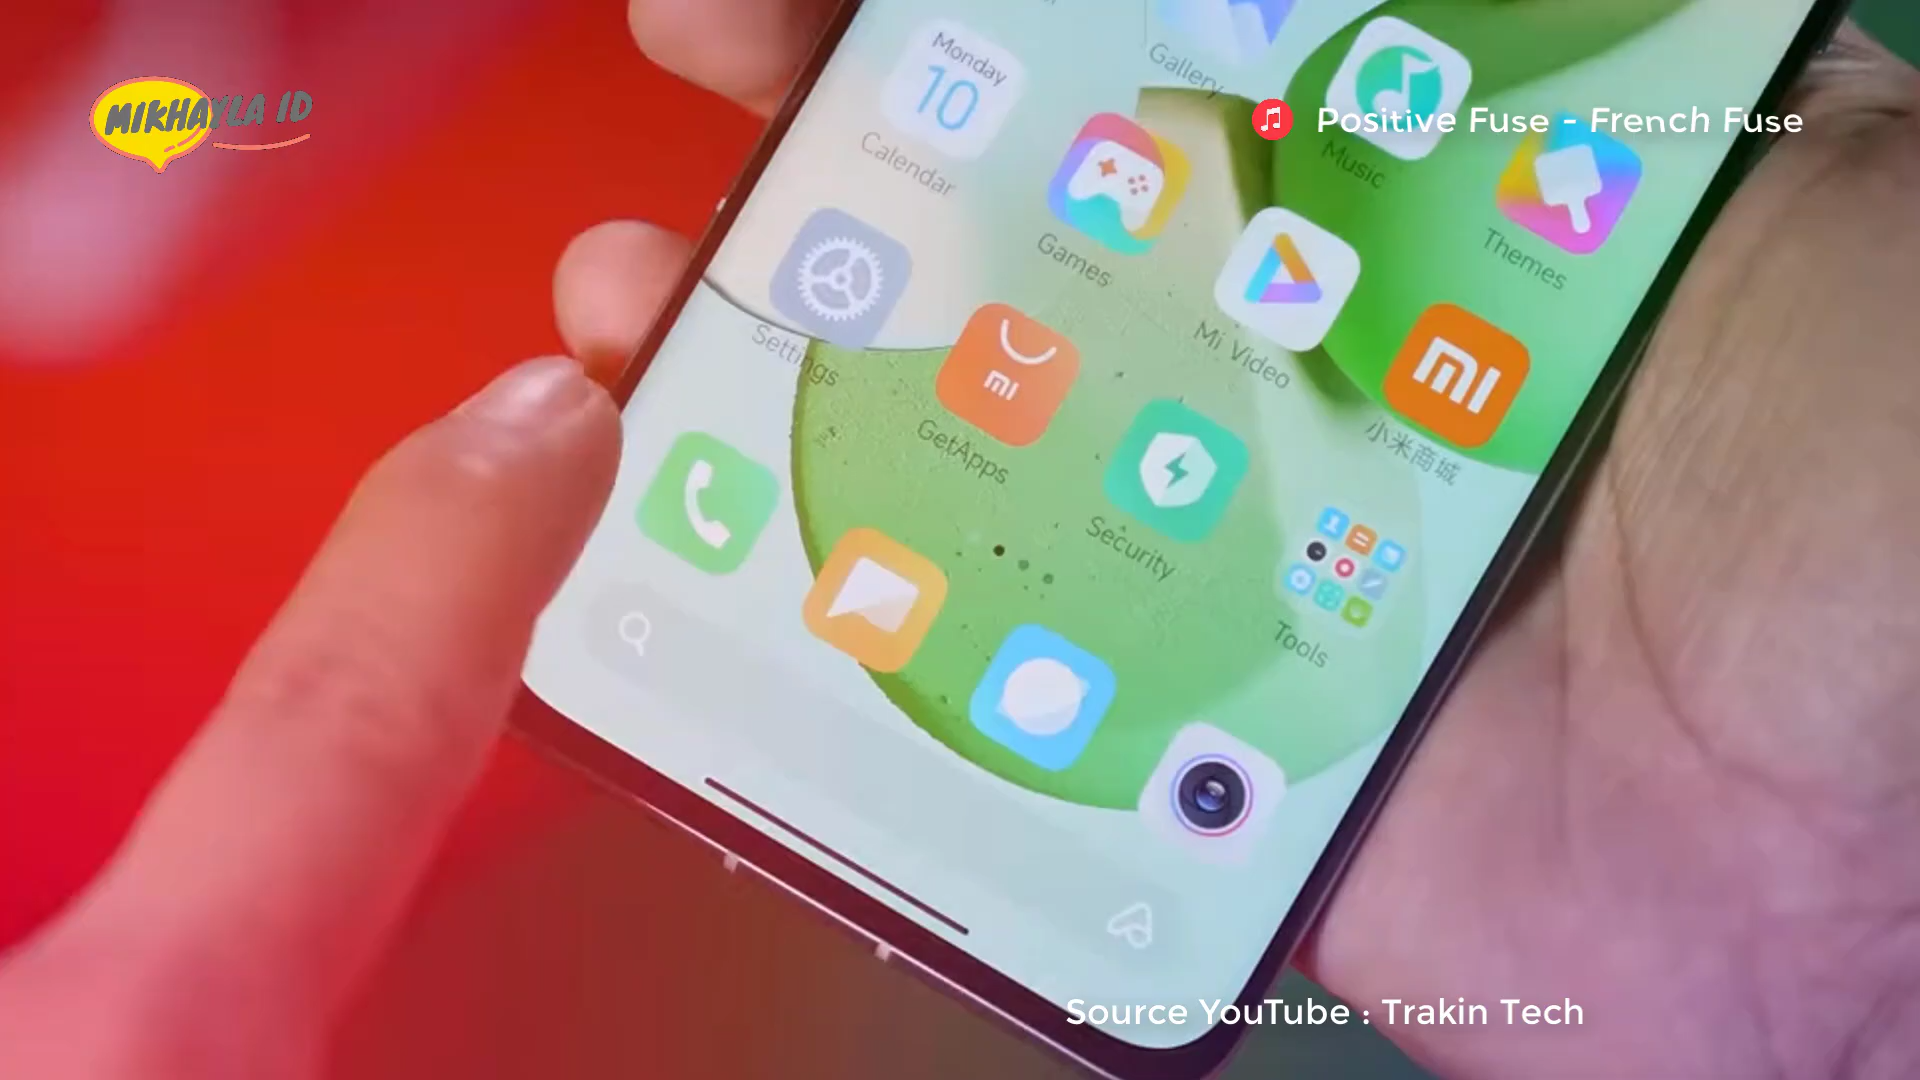 MIKHAYLA ID
Positive Fuse - French Fuse
Gallery
Monday
10
Calendar
Music
Games
Themes
Settings
Mi Video
mi
GetApps
mi
小米商城
Security
Tools
Source YouTube : Trakin Tech